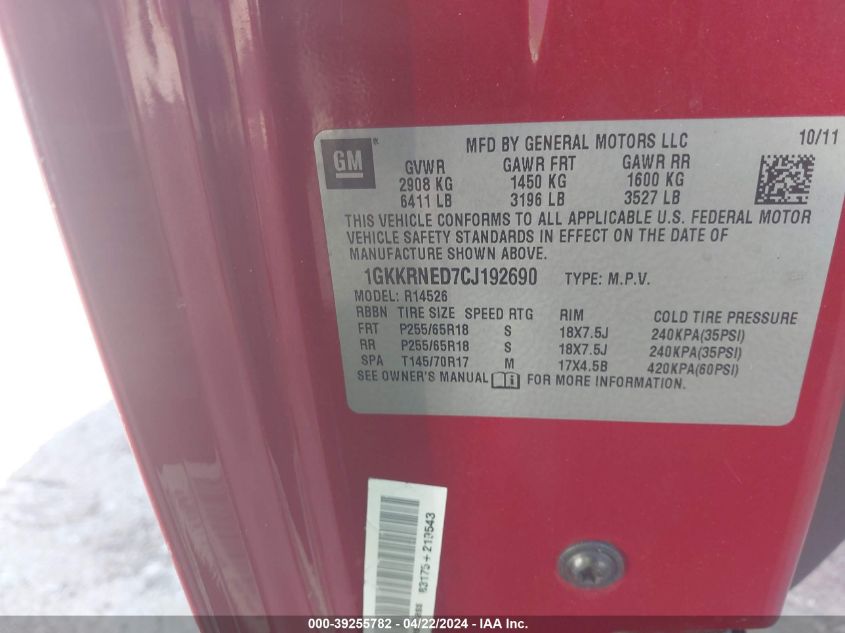 MFD BY GENERAL MOTORS LLC 10/11
GM ®
GVWR GAWR FRT GAWR RR
2908 KG 1450 KG 1600 KG
6411 LB 3196 LB 3527 LB
THIS VEHICLE CONFORMS TO ALL APPLICABLE U.S. FEDERAL MOTOR
VEHICLE SAFETY STANDARDS IN EFFECT ON THE DATE OF
MANUFACTURE SHOWN ABOVE.
1GKKRNED7CJ192690 TYPE: M.P.V.
MODEL: R14526
RBBN TIRE SIZE SPEED RTG RIM COLD TIRE PRESSURE
FRT P255/65R18 S 18X7.5J 240KPA(35PSI)
RR P255/65R18 S 18X7.5J 240KPA(35PSI)
SPA T145/70R17 M 17X4.5B 420KPA(60PSI)
SEE OWNER'S MANUAL FOR MORE INFORMATION.
63175+219543
000-39255782 - 04/22/2024 - IAA Inc.